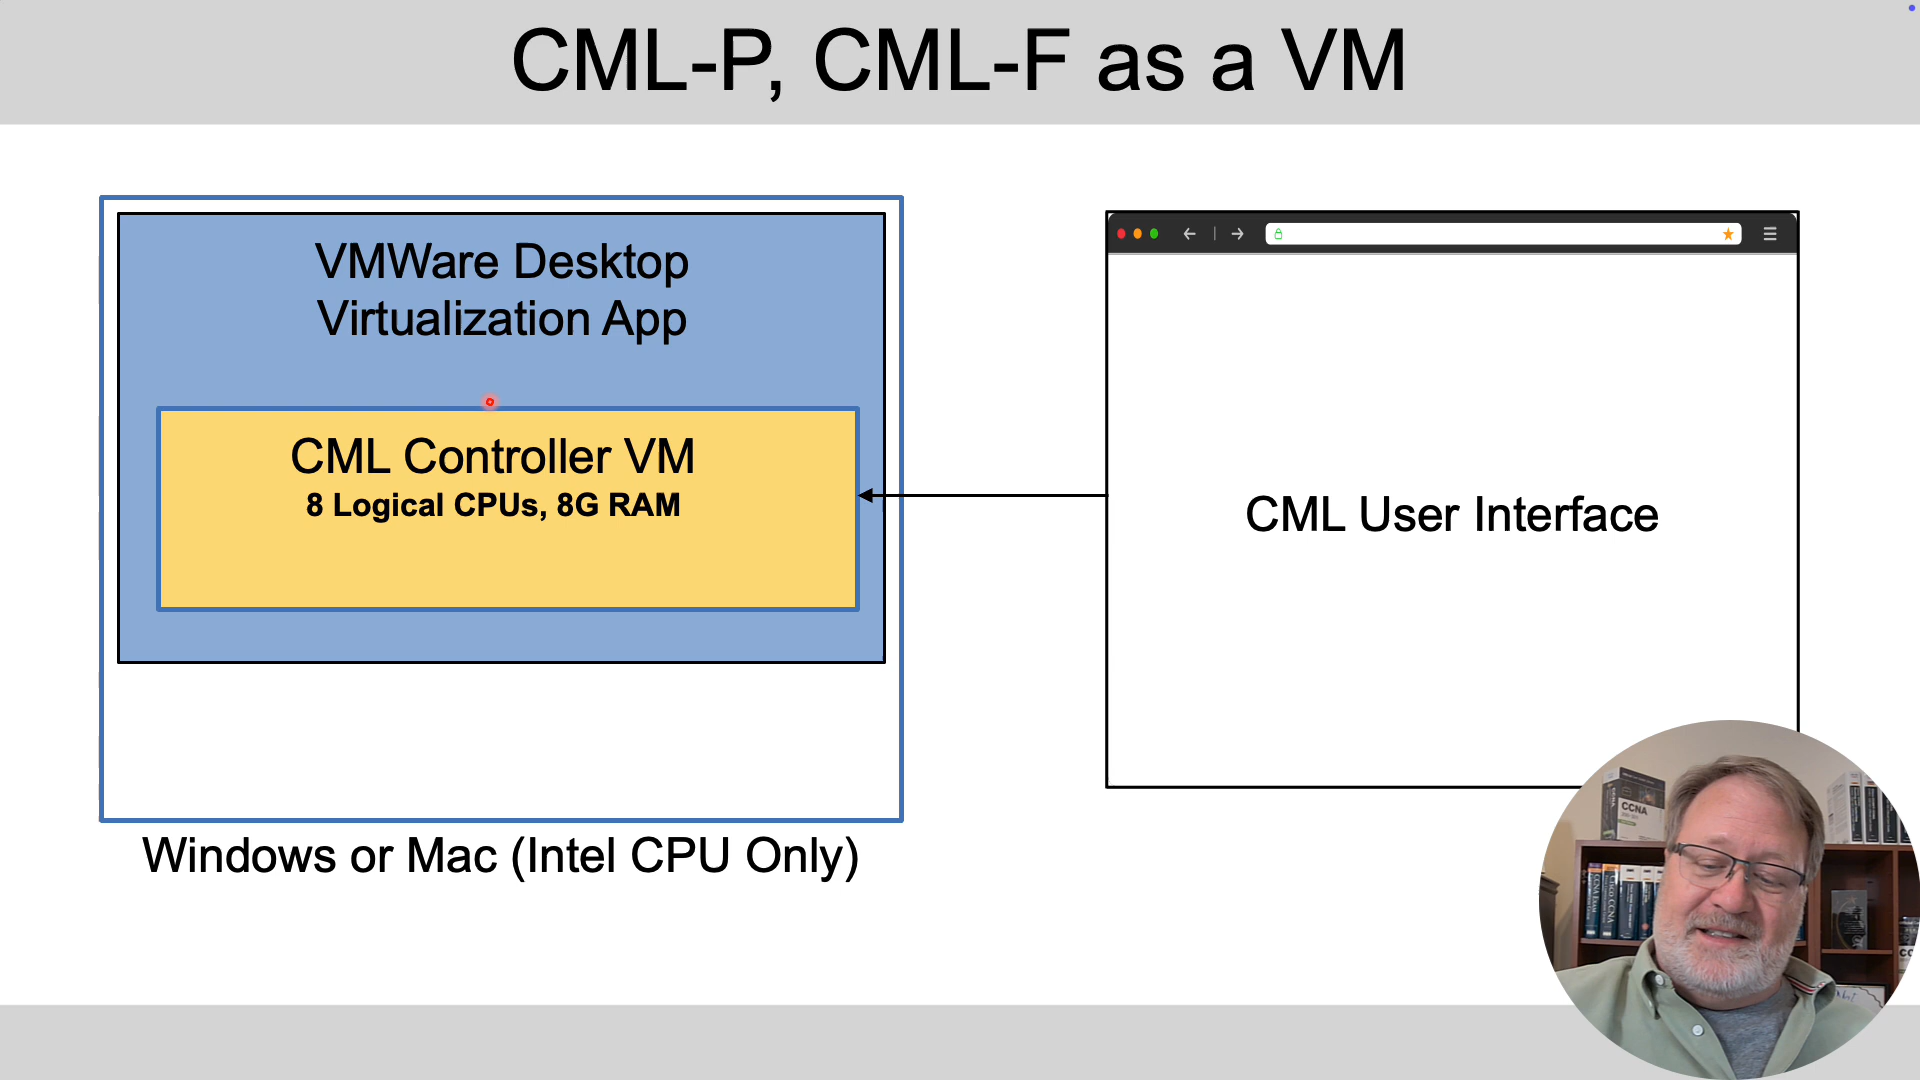 CML-P, CML-F as a VM
VMWare Desktop
Virtualization App
CML Controller VM
8 Logical CPUs, 8G RAM
CML User Interface
Windows or Mac (Intel CPU Only)
CCNA